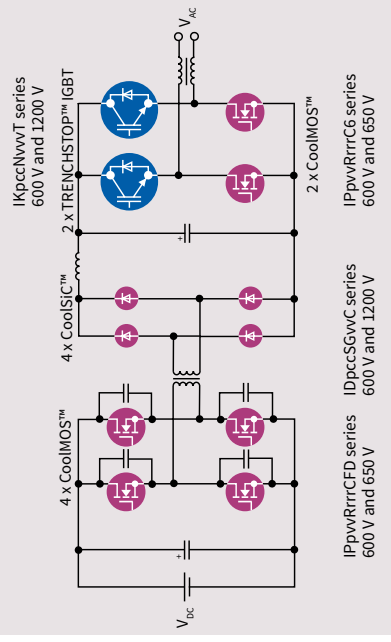 V_DC
4 x CoolMOS™
IPpvvRrrrCFD series
600 V and 650 V
4 x CoolSiC™
IDpccSGvvC series
600 V and 1200 V
IKpccNvvvT series
600 V and 1200 V
2 x TRENCHSTOP™ IGBT
2 x CoolMOS™
IPpvvRrrrC6 series
600 V and 650 V
V_AC
+
+